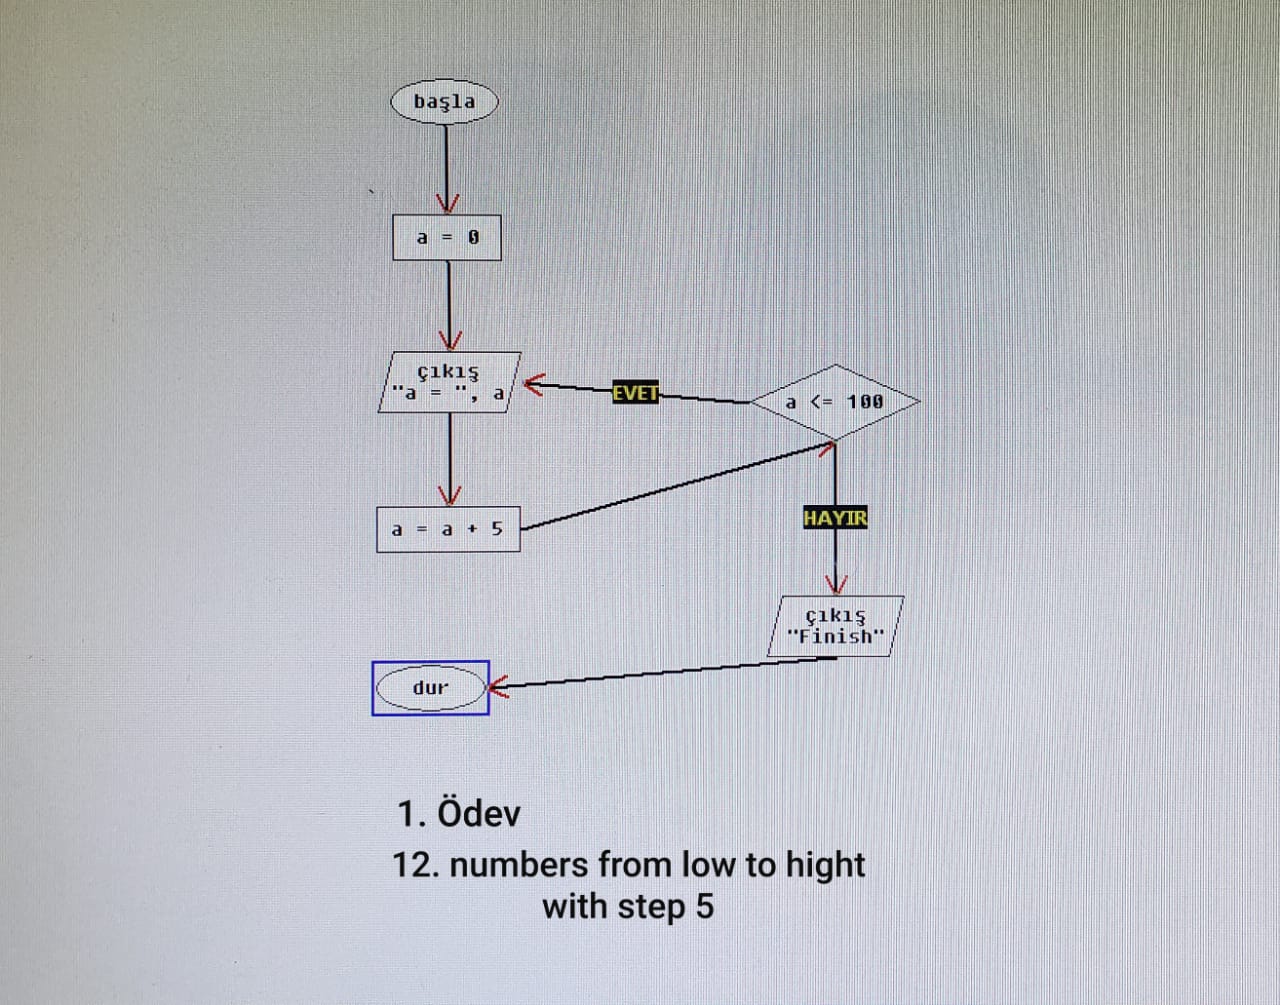 başla
a = 0
çıkış
"a = ", a
EVET
a <= 100
a = a + 5
HAYIR
çıkış
"Finish"
dur
1. Ödev
12. numbers from low to hight
with step 5